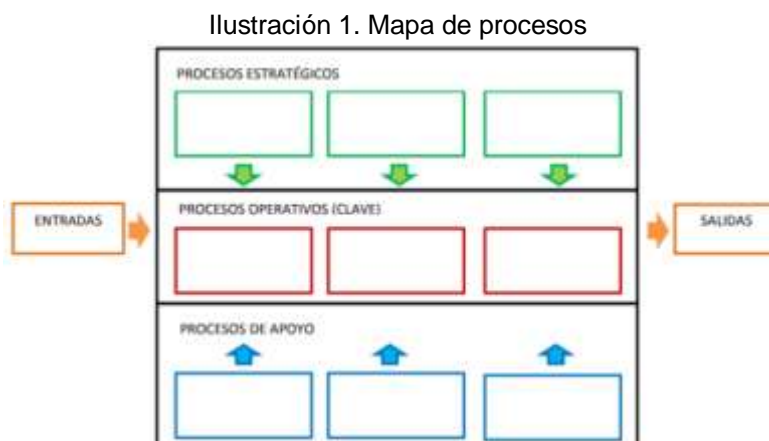 Ilustración 1. Mapa de procesos
PROCESOS ESTRATÉGICOS
ENTRADAS
PROCESOS OPERATIVOS (CLAVE)
SALIDAS
PROCESOS DE APOYO